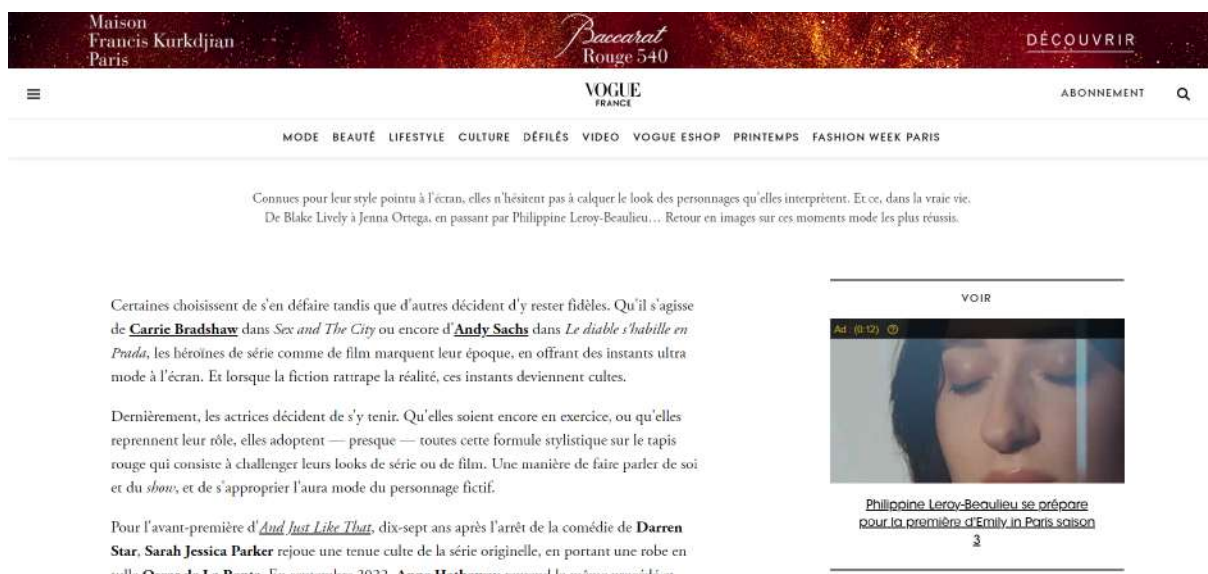 Maison
Francis Kurkdjian
Paris
Baccarat
Rouge 540
DÉCOUVRIR
VOGUE
FRANCE
ABONNEMENT
MODE BEAUTÉ LIFESTYLE CULTURE DÉFILÉS VIDEO VOGUE ESHOP PRINTEMPS FASHION WEEK PARIS
Connues pour leur style pointu à l'écran, elles n'hésitent pas à calquer le look des personnages qu'elles interprètent. Et ce, dans la vraie vie.
De Blake Lively à Jenna Ortega, en passant par Philippine Leroy-Beaulieu… Retour en images sur ces moments mode les plus réussis.
Certaines choisissent de s'en défaire tandis que d'autres décident d'y rester fidèles. Qu'il s'agisse
de Carrie Bradshaw dans Sex and The City ou encore d'Andy Sachs dans Le diable s'habille en
Prada, les héroïnes de série comme de film marquent leur époque, en offrant des instants ultra
mode à l'écran. Et lorsque la fiction rattrape la réalité, ces instants deviennent cultes.
Dernièrement, les actrices décident de s'y tenir. Qu'elles soient encore en exercice, ou qu'elles
reprennent leur rôle, elles adoptent — presque — toutes cette formule stylistique sur le tapis
rouge qui consiste à challenger leurs looks de série ou de film. Une manière de faire parler de soi
et du show, et de s'approprier l'aura mode du personnage fictif.
Pour l'avant-première d'And Just Like That, dix-sept ans après l'arrêt de la comédie de Darren
Star, Sarah Jessica Parker rejoue une tenue culte de la série originelle, en portant une robe en
VOIR
Ad : (0:12)
Philippine Leroy-Beaulieu se prépare
pour la première d'Emily in Paris saison
3